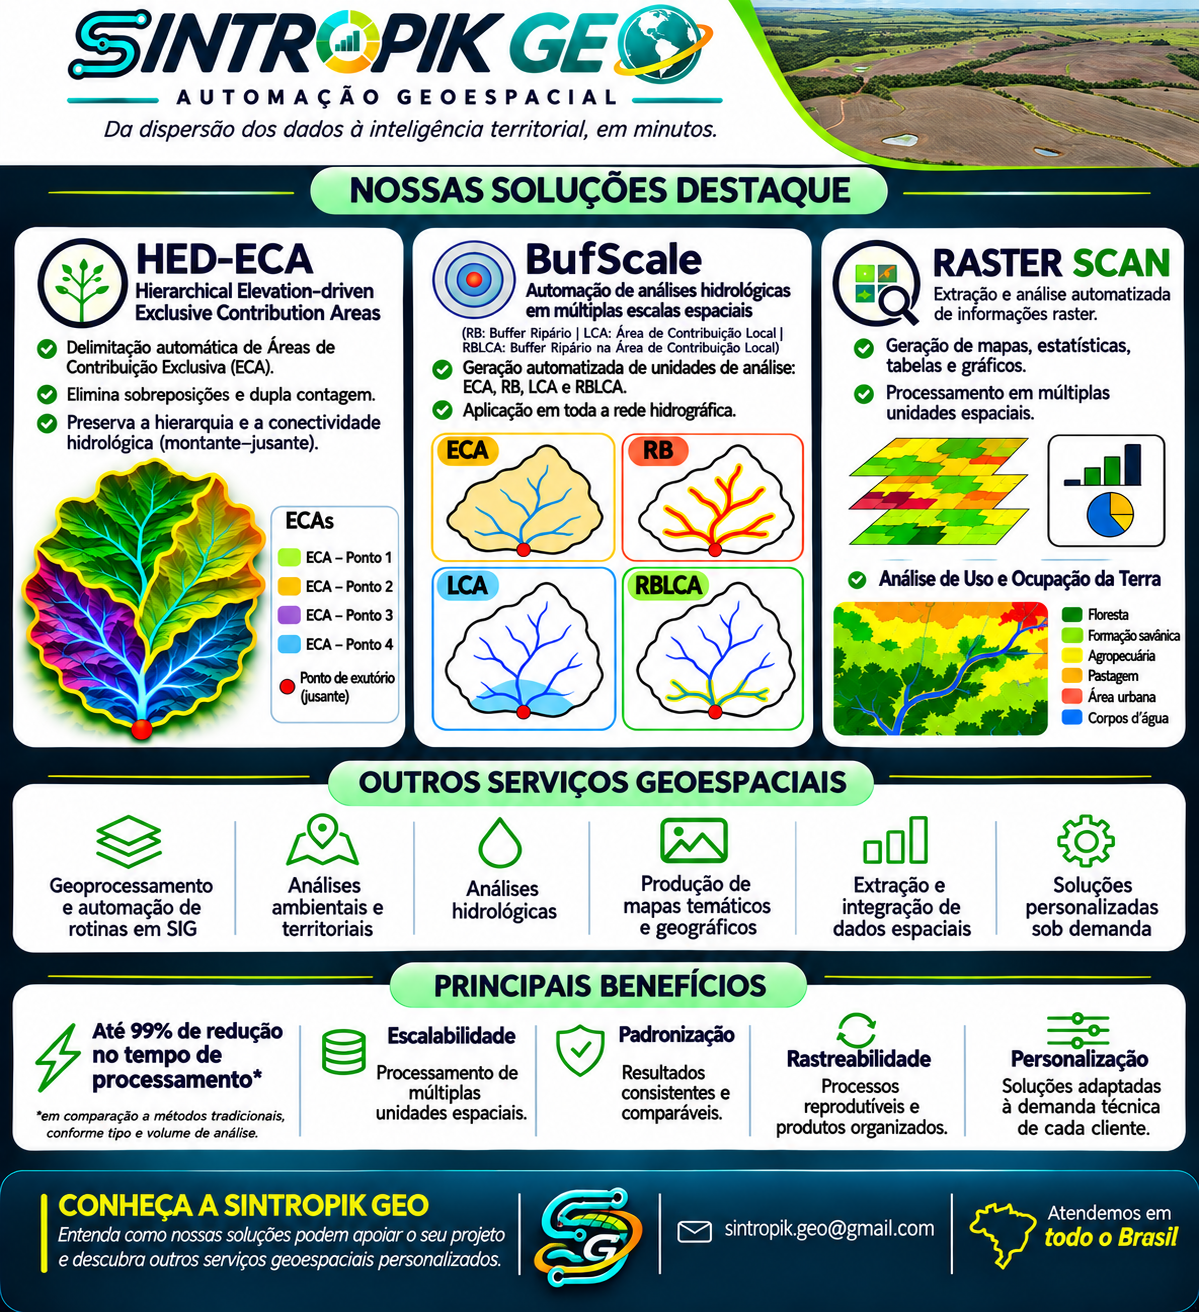 SINTROPIK GEO
AUTOMAÇÃO GEOESPACIAL
Da dispersão dos dados à inteligência territorial, em minutos.
NOSSAS SOLUÇÕES DESTAQUE
HED-ECA
Hierarchical Elevation-driven
Exclusive Contribution Areas
Delimitação automática de Áreas de
Contribuição Exclusiva (ECA).
Elimina sobreposições e dupla contagem.
Preserva a hierarquia e a conectividade
hidrológica (montante–jusante).
ECAs
ECA – Ponto 1
ECA – Ponto 2
ECA – Ponto 3
ECA – Ponto 4
Ponto de exutório
(jusante)
BufScale
Automação de análises hidrológicas
em múltiplas escalas espaciais
(RB: Buffer Ripário | LCA: Área de Contribuição Local |
RBLCA: Buffer Ripário na Área de Contribuição Local)
Geração automatizada de unidades de análise:
ECA, RB, LCA e RBLCA.
Aplicação em toda a rede hidrográfica.
ECA
RB
LCA
RBLCA
RASTER SCAN
Extração e análise automatizada
de informações raster.
Geração de mapas, estatísticas,
tabelas e gráficos.
Processamento em múltiplas
unidades espaciais.
Análise de Uso e Ocupação da Terra
Floresta
Formação savânica
Agropecuária
Pastagem
Área urbana
Corpos d'água
OUTROS SERVIÇOS GEOESPACIAIS
Geoprocessamento
e automação de
rotinas em SIG
Análises
ambientais e
territoriais
Análises
hidrológicas
Produção de
mapas temáticos
e geográficos
Extração e
integração de
dados espaciais
Soluções
personalizadas
sob demanda
PRINCIPAIS BENEFÍCIOS
Até 99% de redução
no tempo de
processamento*
*em comparação a métodos tradicionais,
conforme tipo e volume de análise.
Escalabilidade
Processamento de
múltiplas
unidades espaciais.
Padronização
Resultados
consistentes e
comparáveis.
Rastreabilidade
Processos
reprodutíveis e
produtos organizados.
Personalização
Soluções adaptadas
à demanda técnica
de cada cliente.
CONHEÇA A SINTROPIK GEO
Entenda como nossas soluções podem apoiar o seu projeto
e descubra outros serviços geoespaciais personalizados.
G
sintropik.geo@gmail.com
Atendemos em
todo o Brasil